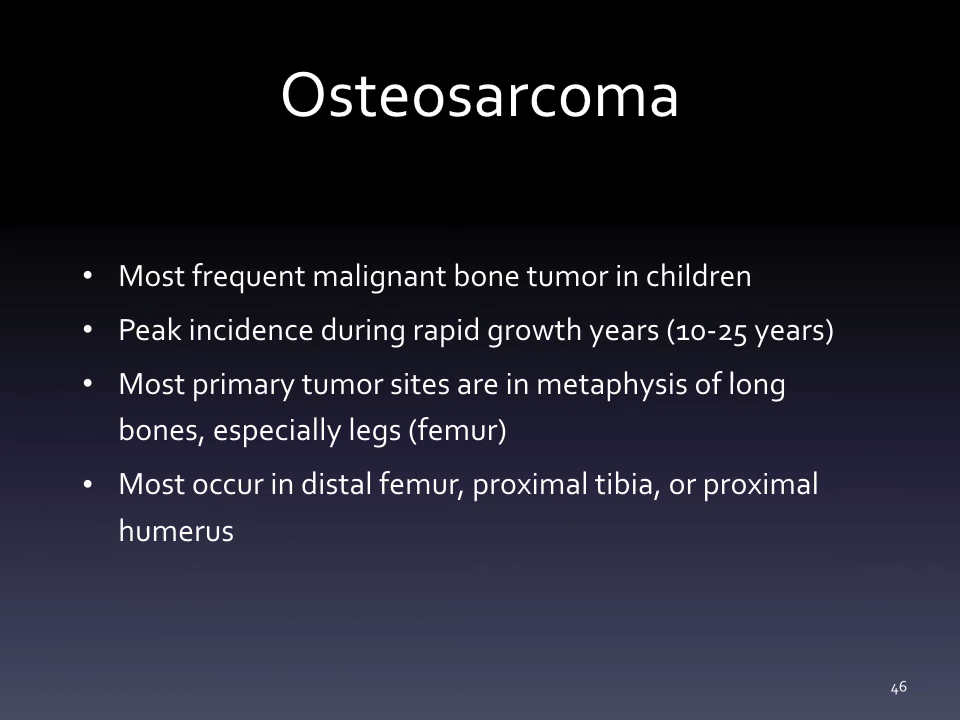 Osteosarcoma
• Most frequent malignant bone tumor in children
• Peak incidence during rapid growth years (10-25 years)
• Most primary tumor sites are in metaphysis of long
bones, especially legs (femur)
• Most occur in distal femur, proximal tibia, or proximal
humerus
46